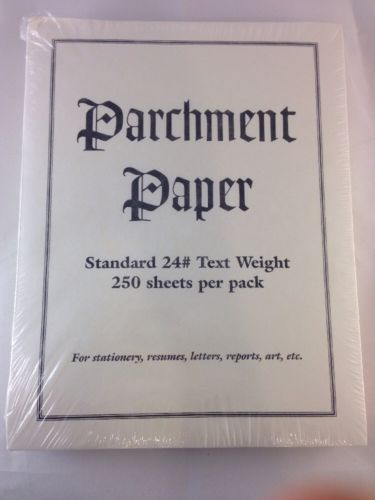 Parchment
Paper
Standard 24# Text Weight
250 sheets per pack
For stationery, resumes, letters, reports, art, etc.